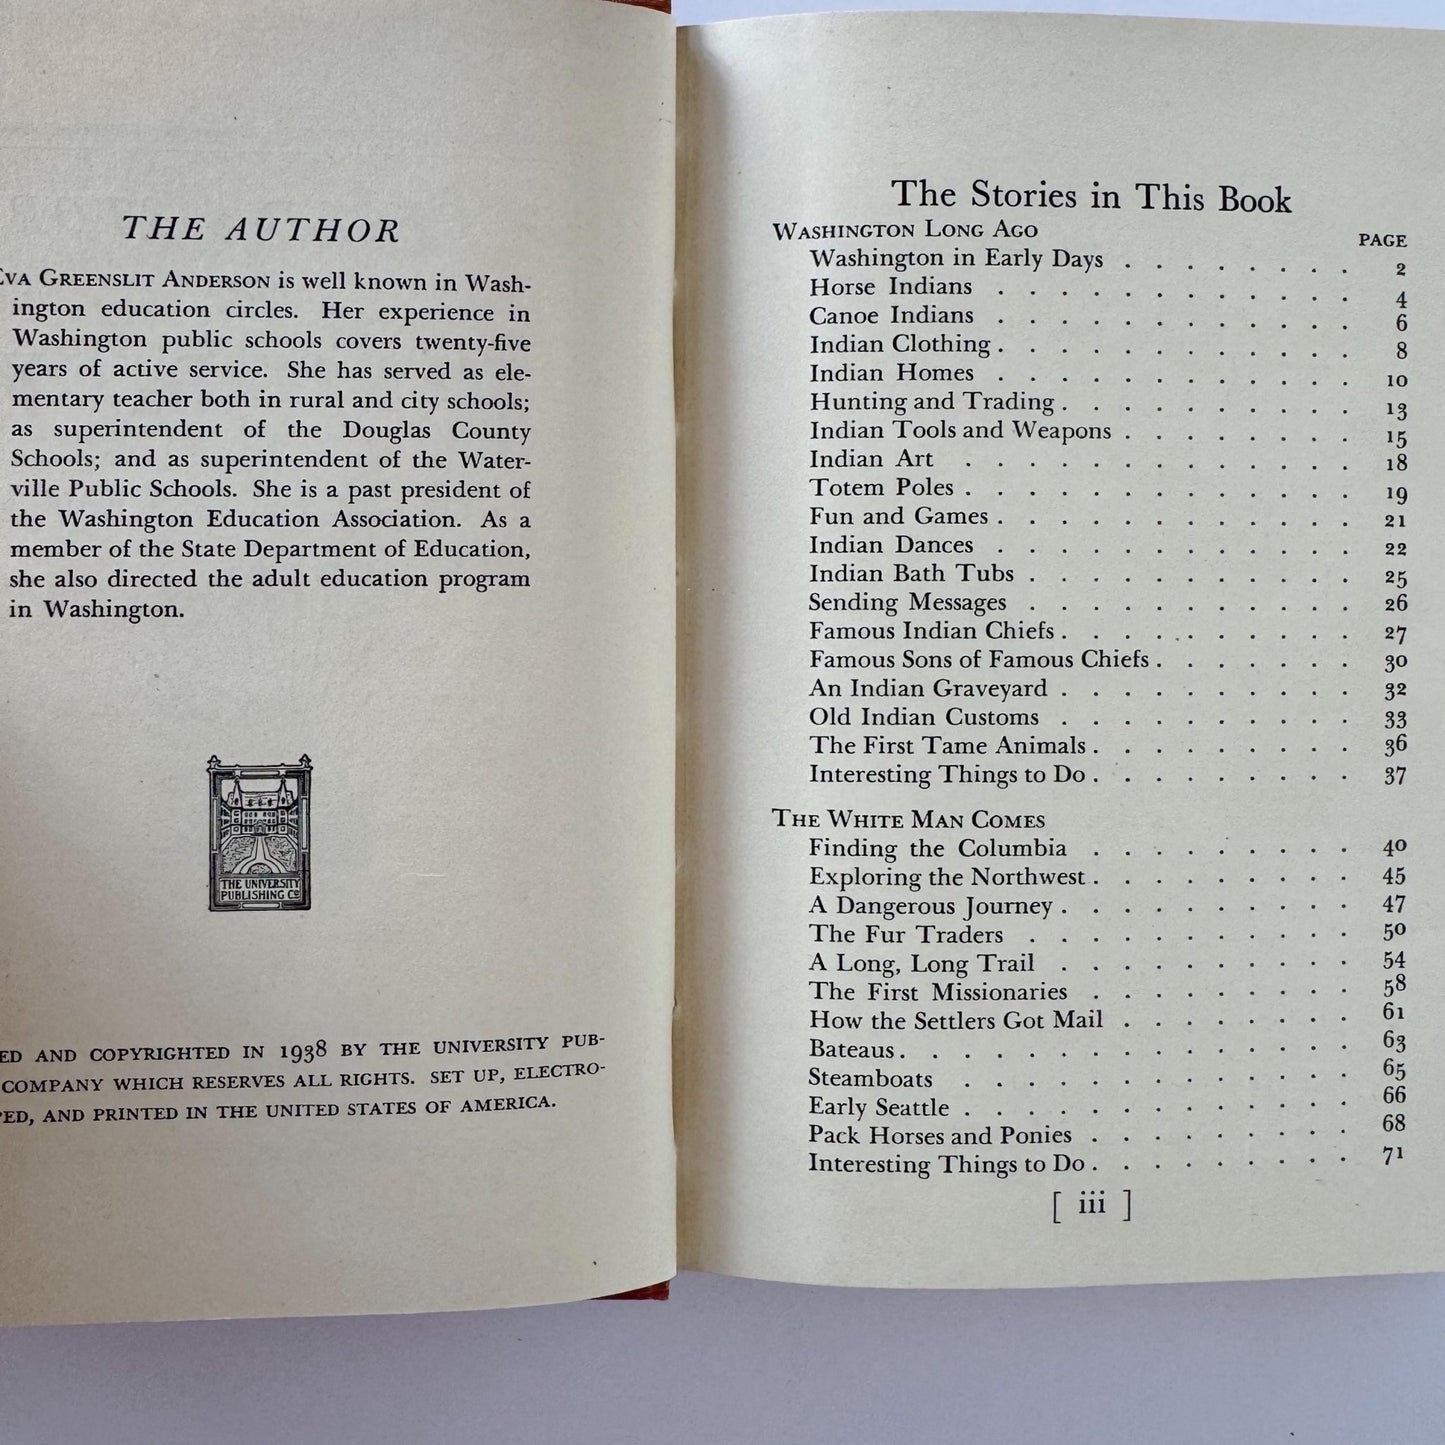 THE AUTHOR
EVA GREENSLIT ANDERSON is well known in Wash-
ington education circles. Her experience in
Washington public schools covers twenty-five
years of active service. She has served as ele-
mentary teacher both in rural and city schools;
as superintendent of the Douglas County
Schools; and as superintendent of the Water-
ville Public Schools. She is a past president of
the Washington Education Association. As a
member of the State Department of Education,
she also directed the adult education program
in Washington.
THE UNIVERSITY
PUBLISHING Co
ED AND COPYRIGHTED IN 1938 BY THE UNIVERSITY PUB-
COMPANY WHICH RESERVES ALL RIGHTS. SET UP, ELECTRO-
PED, AND PRINTED IN THE UNITED STATES OF AMERICA.
The Stories in This Book
WASHINGTON LONG AGO PAGE
Washington in Early Days . . . . . . . . 2
Horse Indians . . . . . . . . . . . . 4
Canoe Indians . . . . . . . . . . . . 6
Indian Clothing . . . . . . . . . . . . 8
Indian Homes . . . . . . . . . . . . 10
Hunting and Trading . . . . . . . . . . 13
Indian Tools and Weapons . . . . . . . . 15
Indian Art . . . . . . . . . . . . . 18
Totem Poles . . . . . . . . . . . . . 19
Fun and Games . . . . . . . . . . . . 21
Indian Dances . . . . . . . . . . . . 22
Indian Bath Tubs . . . . . . . . . . . 25
Sending Messages . . . . . . . . . . . 26
Famous Indian Chiefs . . . . . . . . . . 27
Famous Sons of Famous Chiefs . . . . . . . 30
An Indian Graveyard . . . . . . . . . . 32
Old Indian Customs . . . . . . . . . . 33
The First Tame Animals . . . . . . . . . 36
Interesting Things to Do . . . . . . . . . 37
THE WHITE MAN COMES
Finding the Columbia . . . . . . . . . 40
Exploring the Northwest . . . . . . . . . 45
A Dangerous Journey . . . . . . . . . . 47
The Fur Traders . . . . . . . . . . . 50
A Long, Long Trail . . . . . . . . . . 54
The First Missionaries . . . . . . . . . 58
How the Settlers Got Mail . . . . . . . . 61
Bateaus . . . . . . . . . . . . . . . 63
Steamboats . . . . . . . . . . . . . 65
Early Seattle . . . . . . . . . . . . . 66
Pack Horses and Ponies . . . . . . . . . 68
Interesting Things to Do . . . . . . . . . 71
[ iii ]